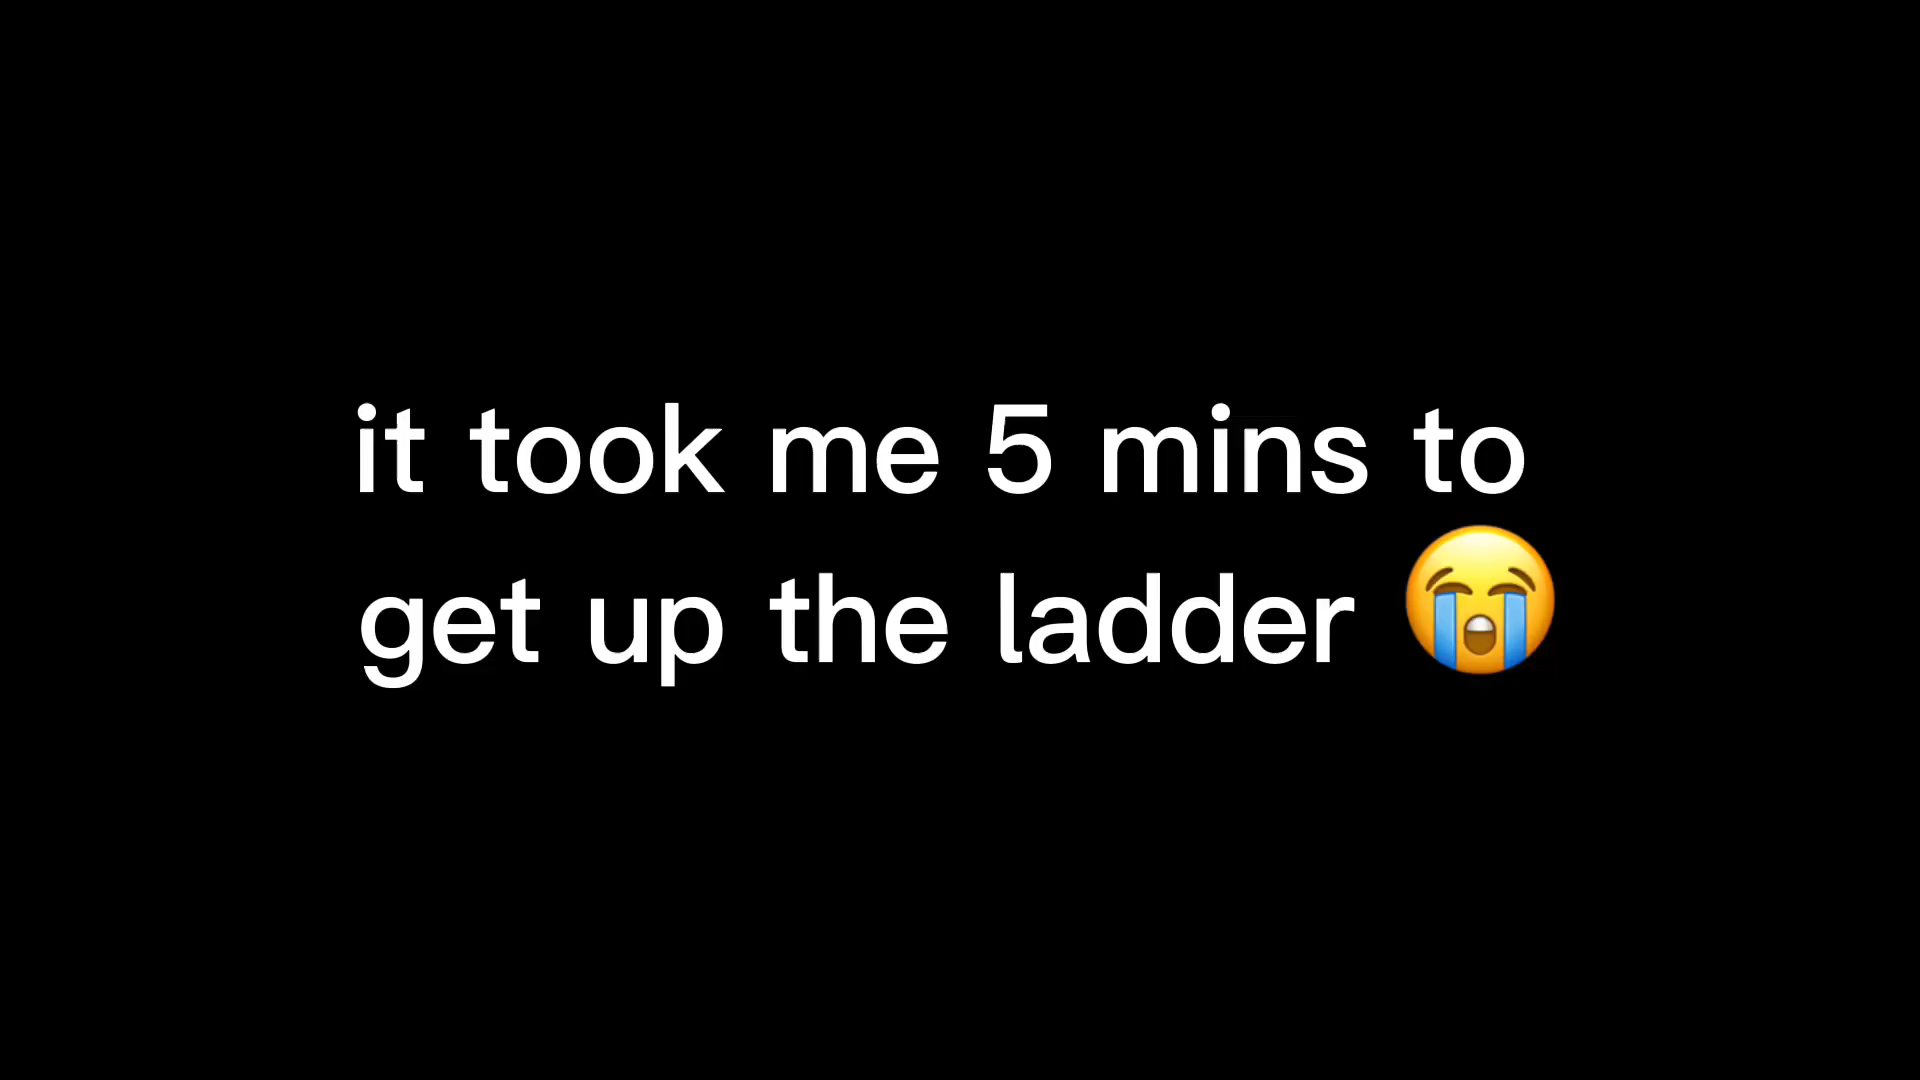 it took me 5 mins to
get up the ladder 😭